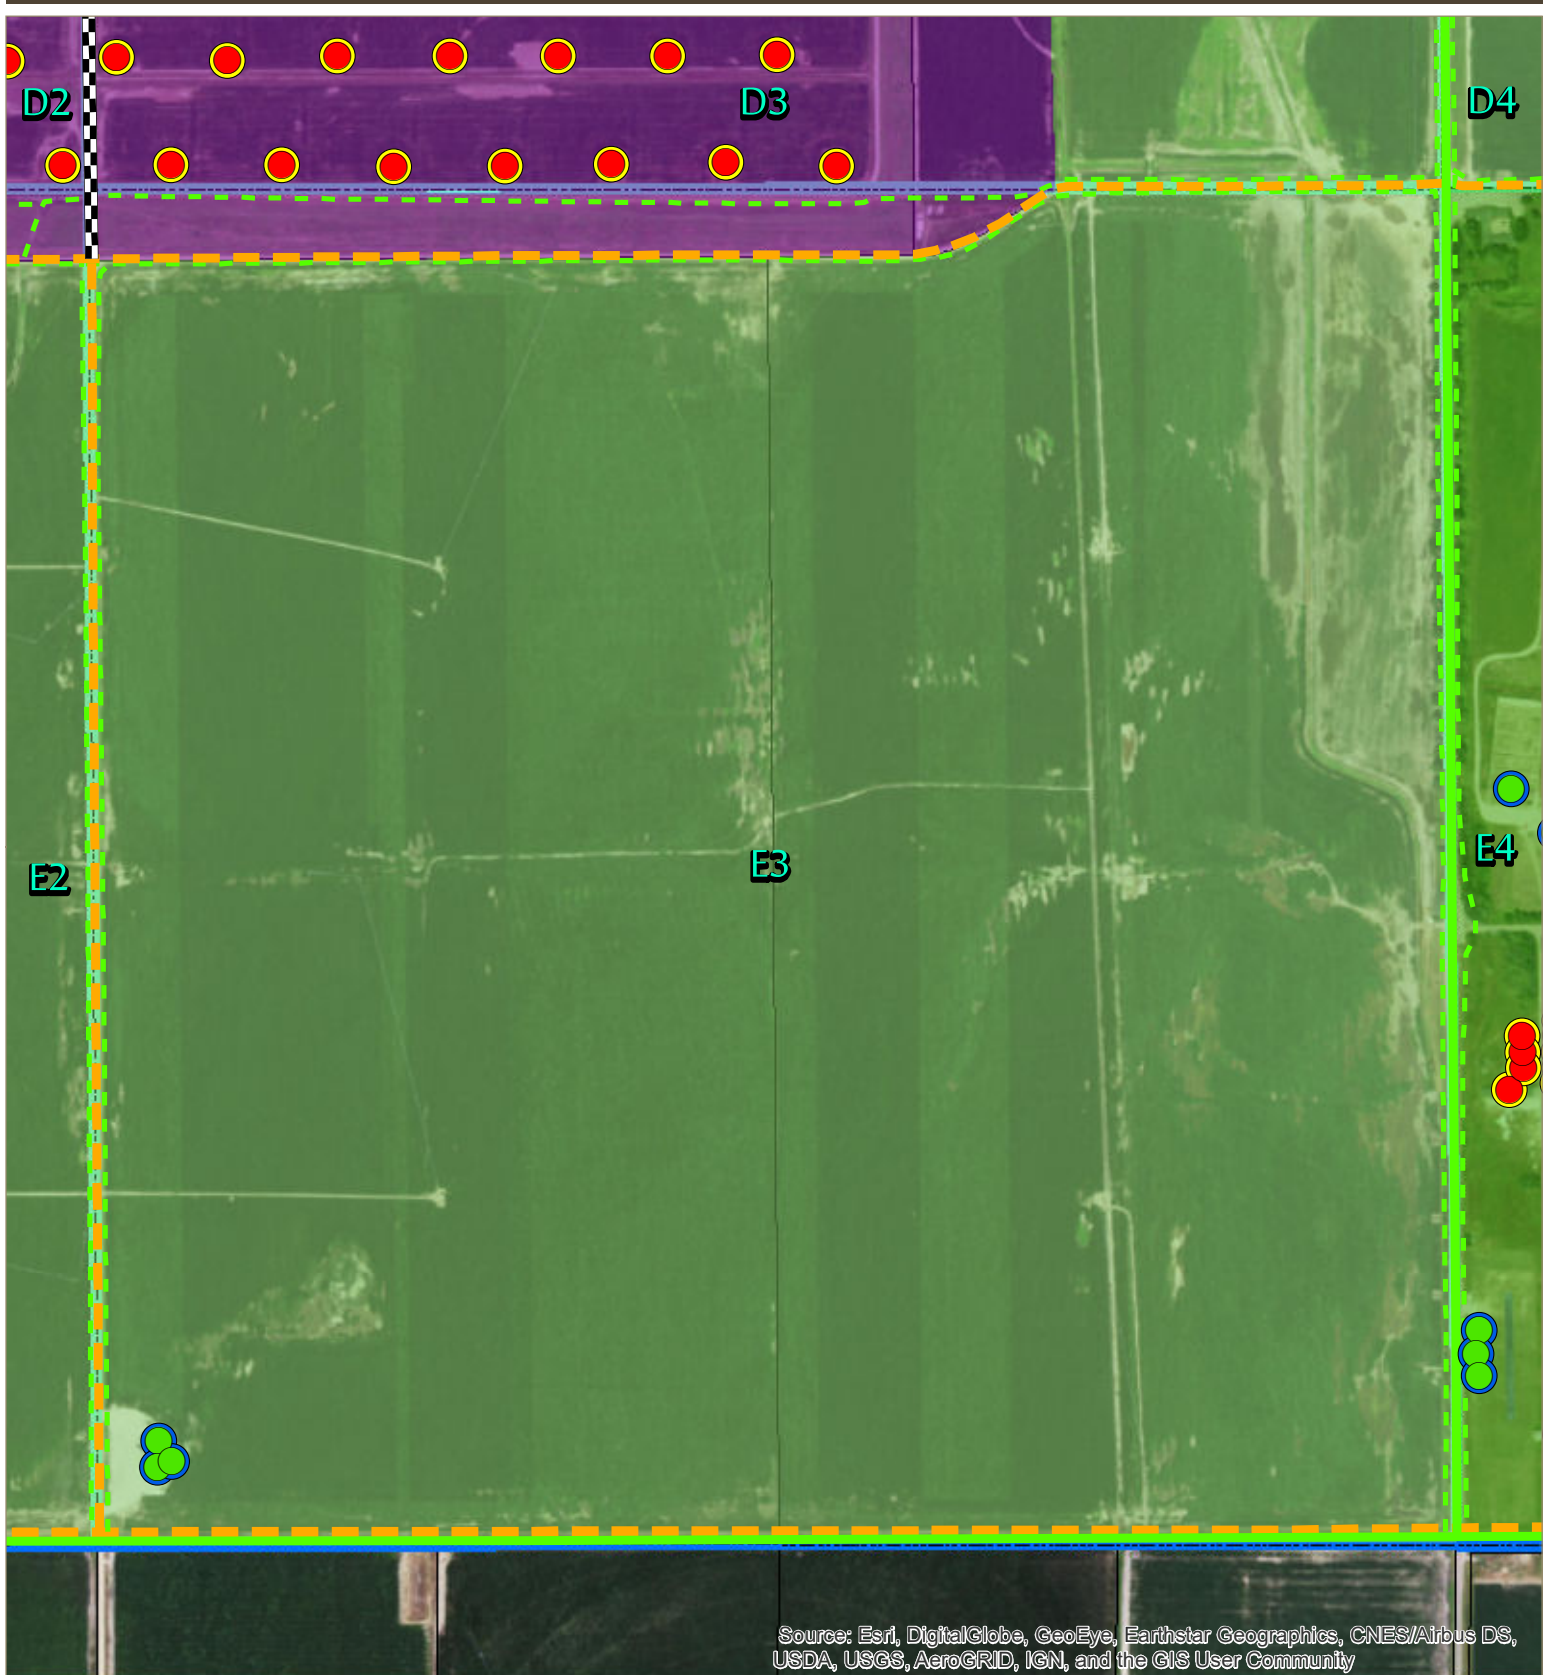 D2
D3
D4
E2
E3
E4
Source: Esri, DigitalGlobe, GeoEye, Earthstar Geographics, CNES/Airbus DS,
USDA, USGS, AeroGRID, IGN, and the GIS User Community